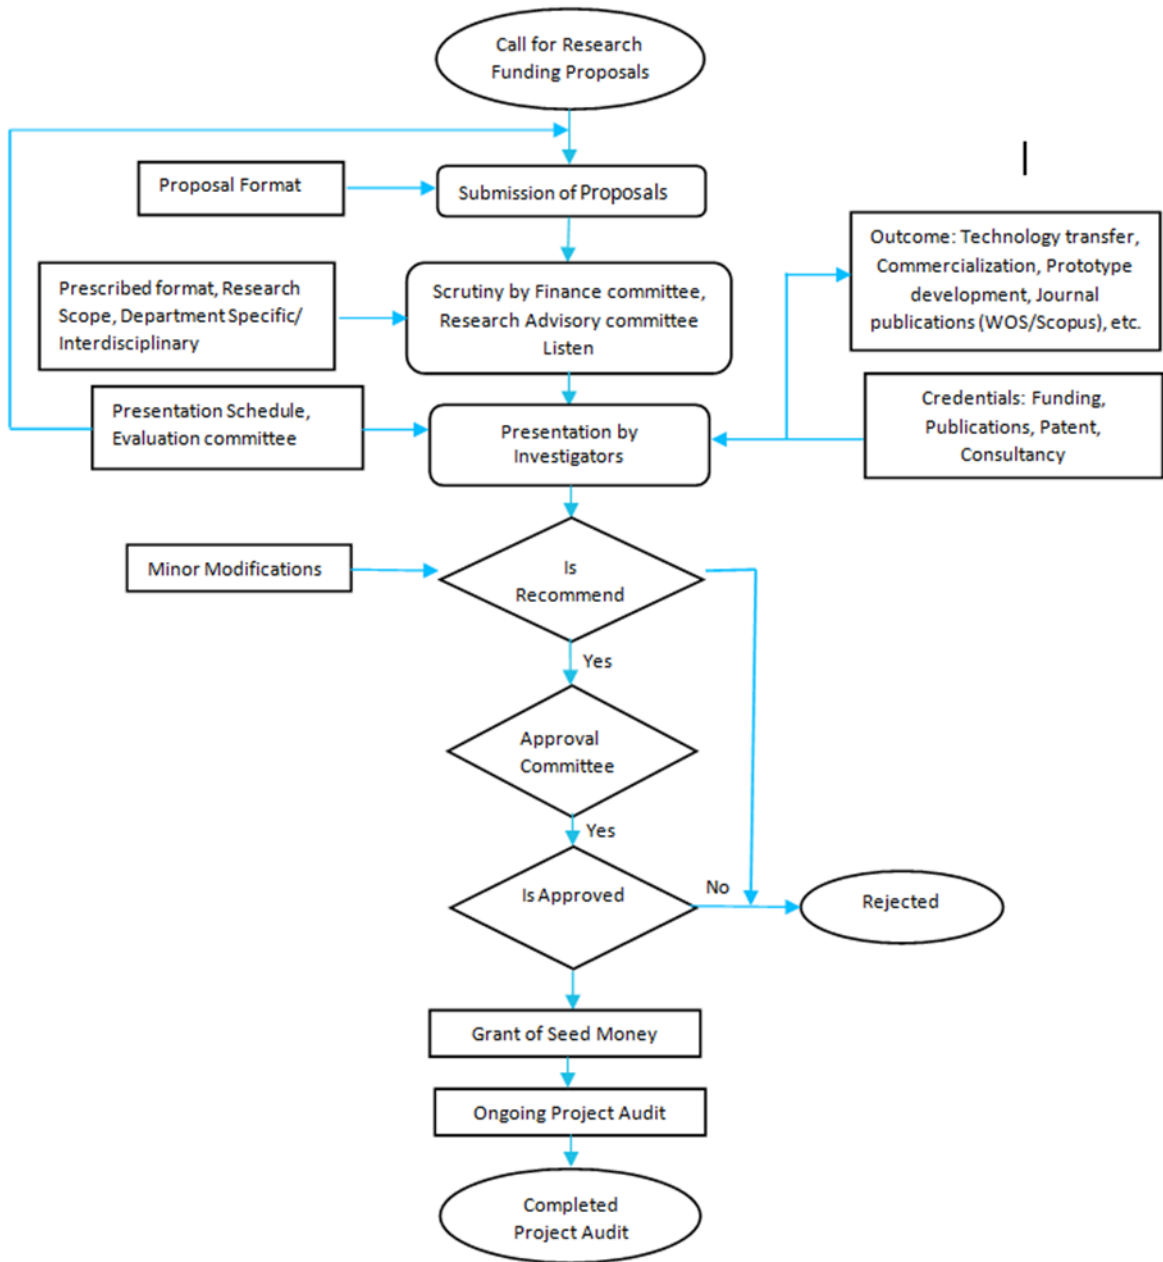 Call for Research
Funding Proposals
Proposal Format
Submission of Proposals
Outcome: Technology transfer,
Commercialization, Prototype
development, Journal
publications (WOS/Scopus), etc.
Prescribed format, Research
Scope, Department Specific/
Interdisciplinary
Scrutiny by Finance committee,
Research Advisory committee
Listen
Presentation Schedule,
Evaluation committee
Presentation by
Investigators
Credentials: Funding,
Publications, Patent,
Consultancy
Minor Modifications
Is
Recommend
Yes
Approval
Committee
Yes
Is Approved
No
Rejected
Grant of Seed Money
Ongoing Project Audit
Completed
Project Audit